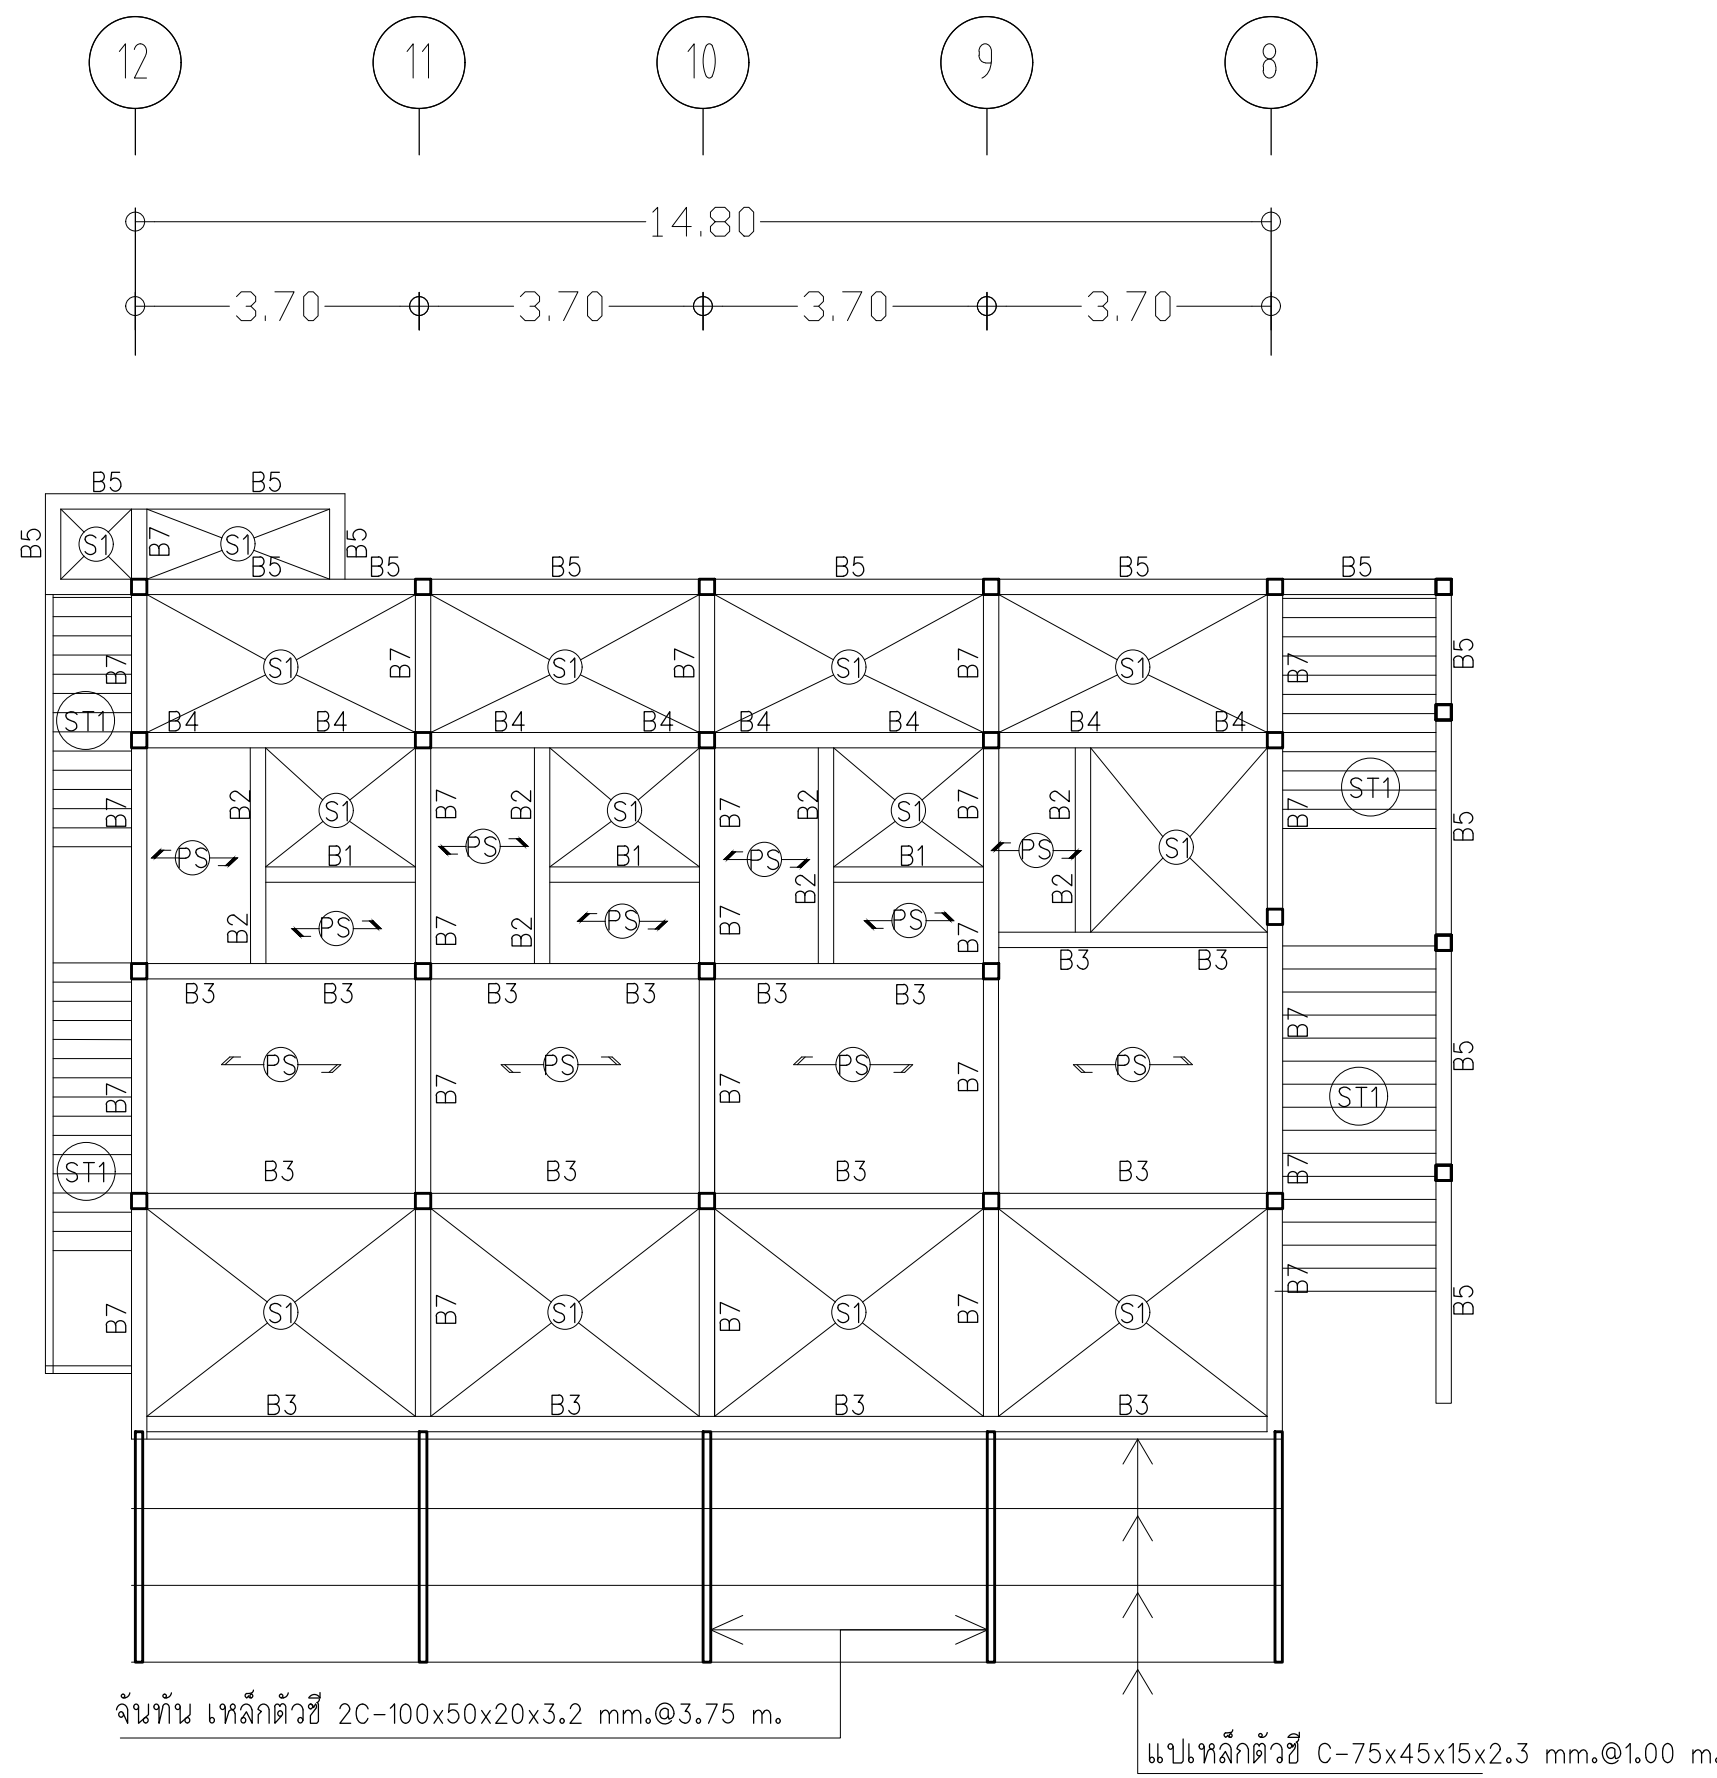 12 11 10 9 8
14.80
3.70 3.70 3.70 3.70
B5 B5
B5 S1 B7 S1 B5
B5 B5 B5 B5 B5 B5
B7 S1 B7 S1 B7 S1 B7 S1 B7 B5
ST1 B4 B4 B4 B4 B4 B4 B4 B4
ST1
B7 B2 S1 B7 B2 S1 B7 B2 S1 B7 B2 B7 B5
PS B1 PS B1 PS B1 PS S1
B2 PS B7 B2 PS B7 B2 PS B7 B2
B3 B3
B3 B3 B3 B3 B3 B3
B7
PS PS PS PS B5
B7 B7 B7 B7 ST1
ST1 B3 B3 B3 B3 B7
B7
B7 S1 B7 S1 B7 S1 B7 S1 B5
B3 B3 B3 B3
จันทัน เหล็กตัวซี 2C-100x50x20x3.2 mm.@3.75 m.
แปเหล็กตัวซี C-75x45x15x2.3 mm.@1.00 m.